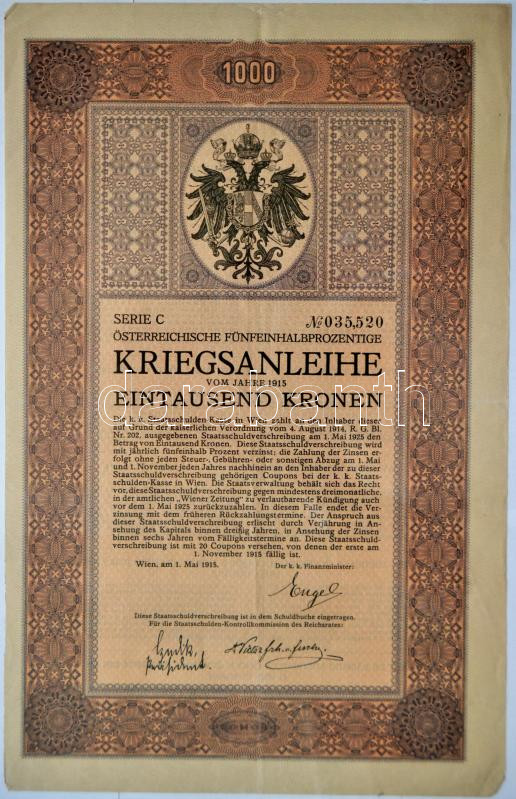 1000
SERIE C № 035,520
ÖSTERREICHISCHE FÜNFEINHALBPROZENTIGE
KRIEGSANLEIHE
VOM JAHRE 1915
EINTAUSEND KRONEN
Die k. k. Staatsschulden-Kasse in Wien zahlt an den Inhaber dieser,
auf Grund der kaiserlichen Verordnung vom 4. August 1914, R. G. Bl.
Nr. 202, ausgegebenen Staatsschuldverschreibung am 1. Mai 1925 den
Betrag von Eintausend Kronen. Diese Staatsschuldverschreibung wird
mit jährlich fünfeinhalb Prozent verzinst; die Zahlung der Zinsen er-
folgt ohne jeden Steuer-, Gebühren- oder sonstigen Abzug am 1. Mai
und 1. November jeden Jahres nachhinein an den Inhaber der zu dieser
Staatsschuldverschreibung gehörigen Coupons bei der k. k. Staats-
schulden-Kasse in Wien. Die Staatsverwaltung behält sich das Recht
vor, diese Staatsschuldverschreibung gegen mindestens dreimonatliche,
in der amtlichen „Wiener Zeitung" zu verlautbarende Kündigung auch
vor dem 1. Mai 1925 zurückzuzahlen. In diesem Falle endet die Ver-
zinsung mit dem früheren Rückzahlungstermine. Der Anspruch aus
dieser Staatsschuldverschreibung erlischt durch Verjährung in An-
sehung des Kapitals binnen dreißig Jahren, in Ansehung der Zinsen
binnen sechs Jahren vom Fälligkeitstermine an. Diese Staatsschuld-
verschreibung ist mit 20 Coupons versehen, von denen der erste am
1. November 1915 fällig ist.
Wien, am 1. Mai 1915. Der k. k. Finanzminister:
Engel
Diese Staatsschuldverschreibung ist in dem Schuldbuche eingetragen.
Für die Staatsschulden-Kontrollkommission des Reichsrates:
Präsident.
darabanth
1000